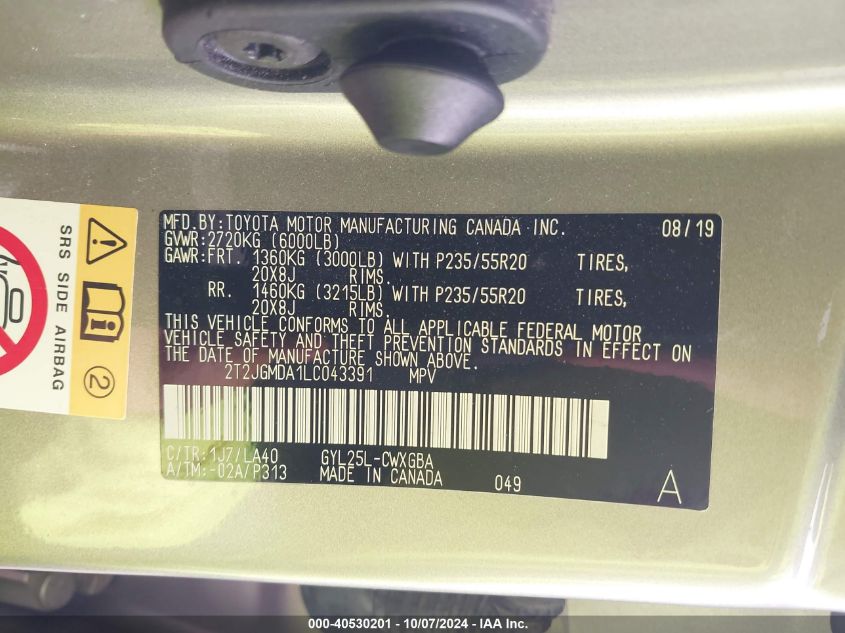 MFD.BY:TOYOTA MOTOR MANUFACTURING CANADA INC. 08/19
GVWR:2720KG (6000LB)
GAWR:FRT. 1360KG (3000LB) WITH P235/55R20 TIRES,
20X8J RIMS.
RR. 1460KG (3215LB) WITH P235/55R20 TIRES,
20X8J RIMS.
THIS VEHICLE CONFORMS TO ALL APPLICABLE FEDERAL MOTOR
VEHICLE SAFETY AND THEFT PREVENTION STANDARDS IN EFFECT ON
THE DATE OF MANUFACTURE SHOWN ABOVE.
2T2JGMDA1LC043391 MPV
C/TR:1J7/LA40 GYL25L-CWXGBA
A/TM:-02A/P313 MADE IN CANADA 049 A
SRS SIDE AIRBAG
2
000-40530201 - 10/07/2024 - IAA Inc.